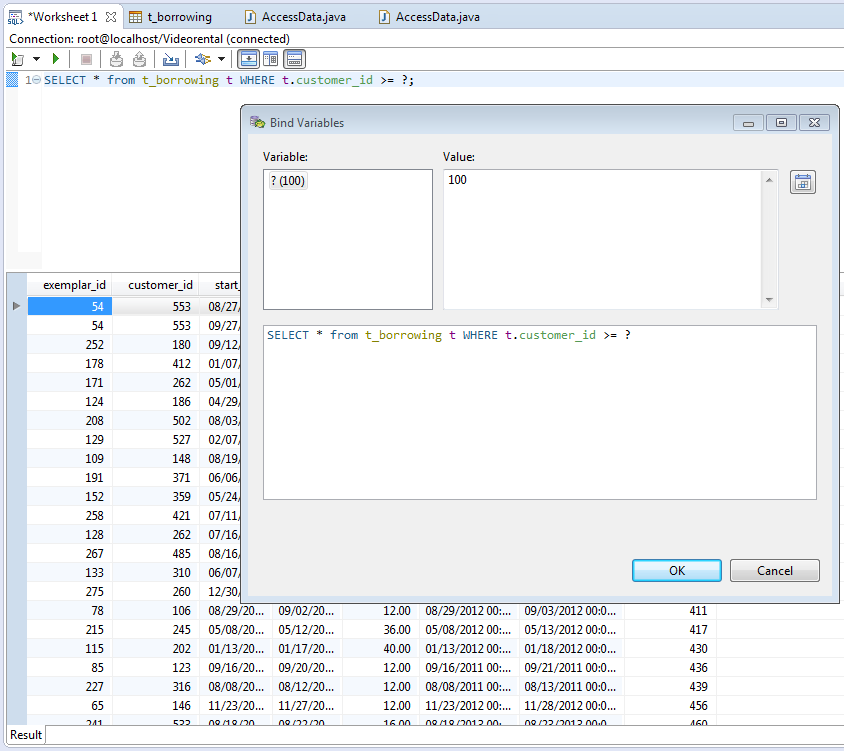 *Worksheet 1 t_borrowing AccessData.java AccessData.java
Connection: root@localhost/Videorental (connected)
1 SELECT * from t_borrowing t WHERE t.customer_id >= ?;
Bind Variables
Variable: Value:
? (100) 100
SELECT * from t_borrowing t WHERE t.customer_id >= ?
OK Cancel
exemplar_id customer_id start_
54 553 08/27/
54 553 09/27/
252 180 09/12/
178 412 01/07/
171 262 05/01/
124 186 04/29/
208 502 08/03/
129 527 02/07/
109 148 08/19/
191 371 06/06/
152 359 05/24/
258 421 07/11/
128 262 07/16/
267 485 08/16/
133 310 06/07/
275 260 12/30/
78 106 08/29/20... 09/02/20... 12.00 08/29/2012 00:... 09/03/2012 00:0... 411
215 245 05/08/20... 05/12/20... 36.00 05/08/2012 00:... 05/13/2012 00:0... 417
115 202 01/13/20... 01/17/20... 40.00 01/13/2012 00:... 01/18/2012 00:0... 430
85 123 09/16/20... 09/20/20... 12.00 09/16/2011 00:... 09/21/2011 00:0... 436
227 316 08/08/20... 08/12/20... 12.00 08/08/2011 00:... 08/13/2011 00:0... 439
65 146 11/23/20... 11/27/20... 12.00 11/23/2012 00:... 11/28/2012 00:0... 456
241 533 08/18/20... 08/22/20... 16.00 08/18/2013 00:... 08/23/2013 00:0... 460
Result